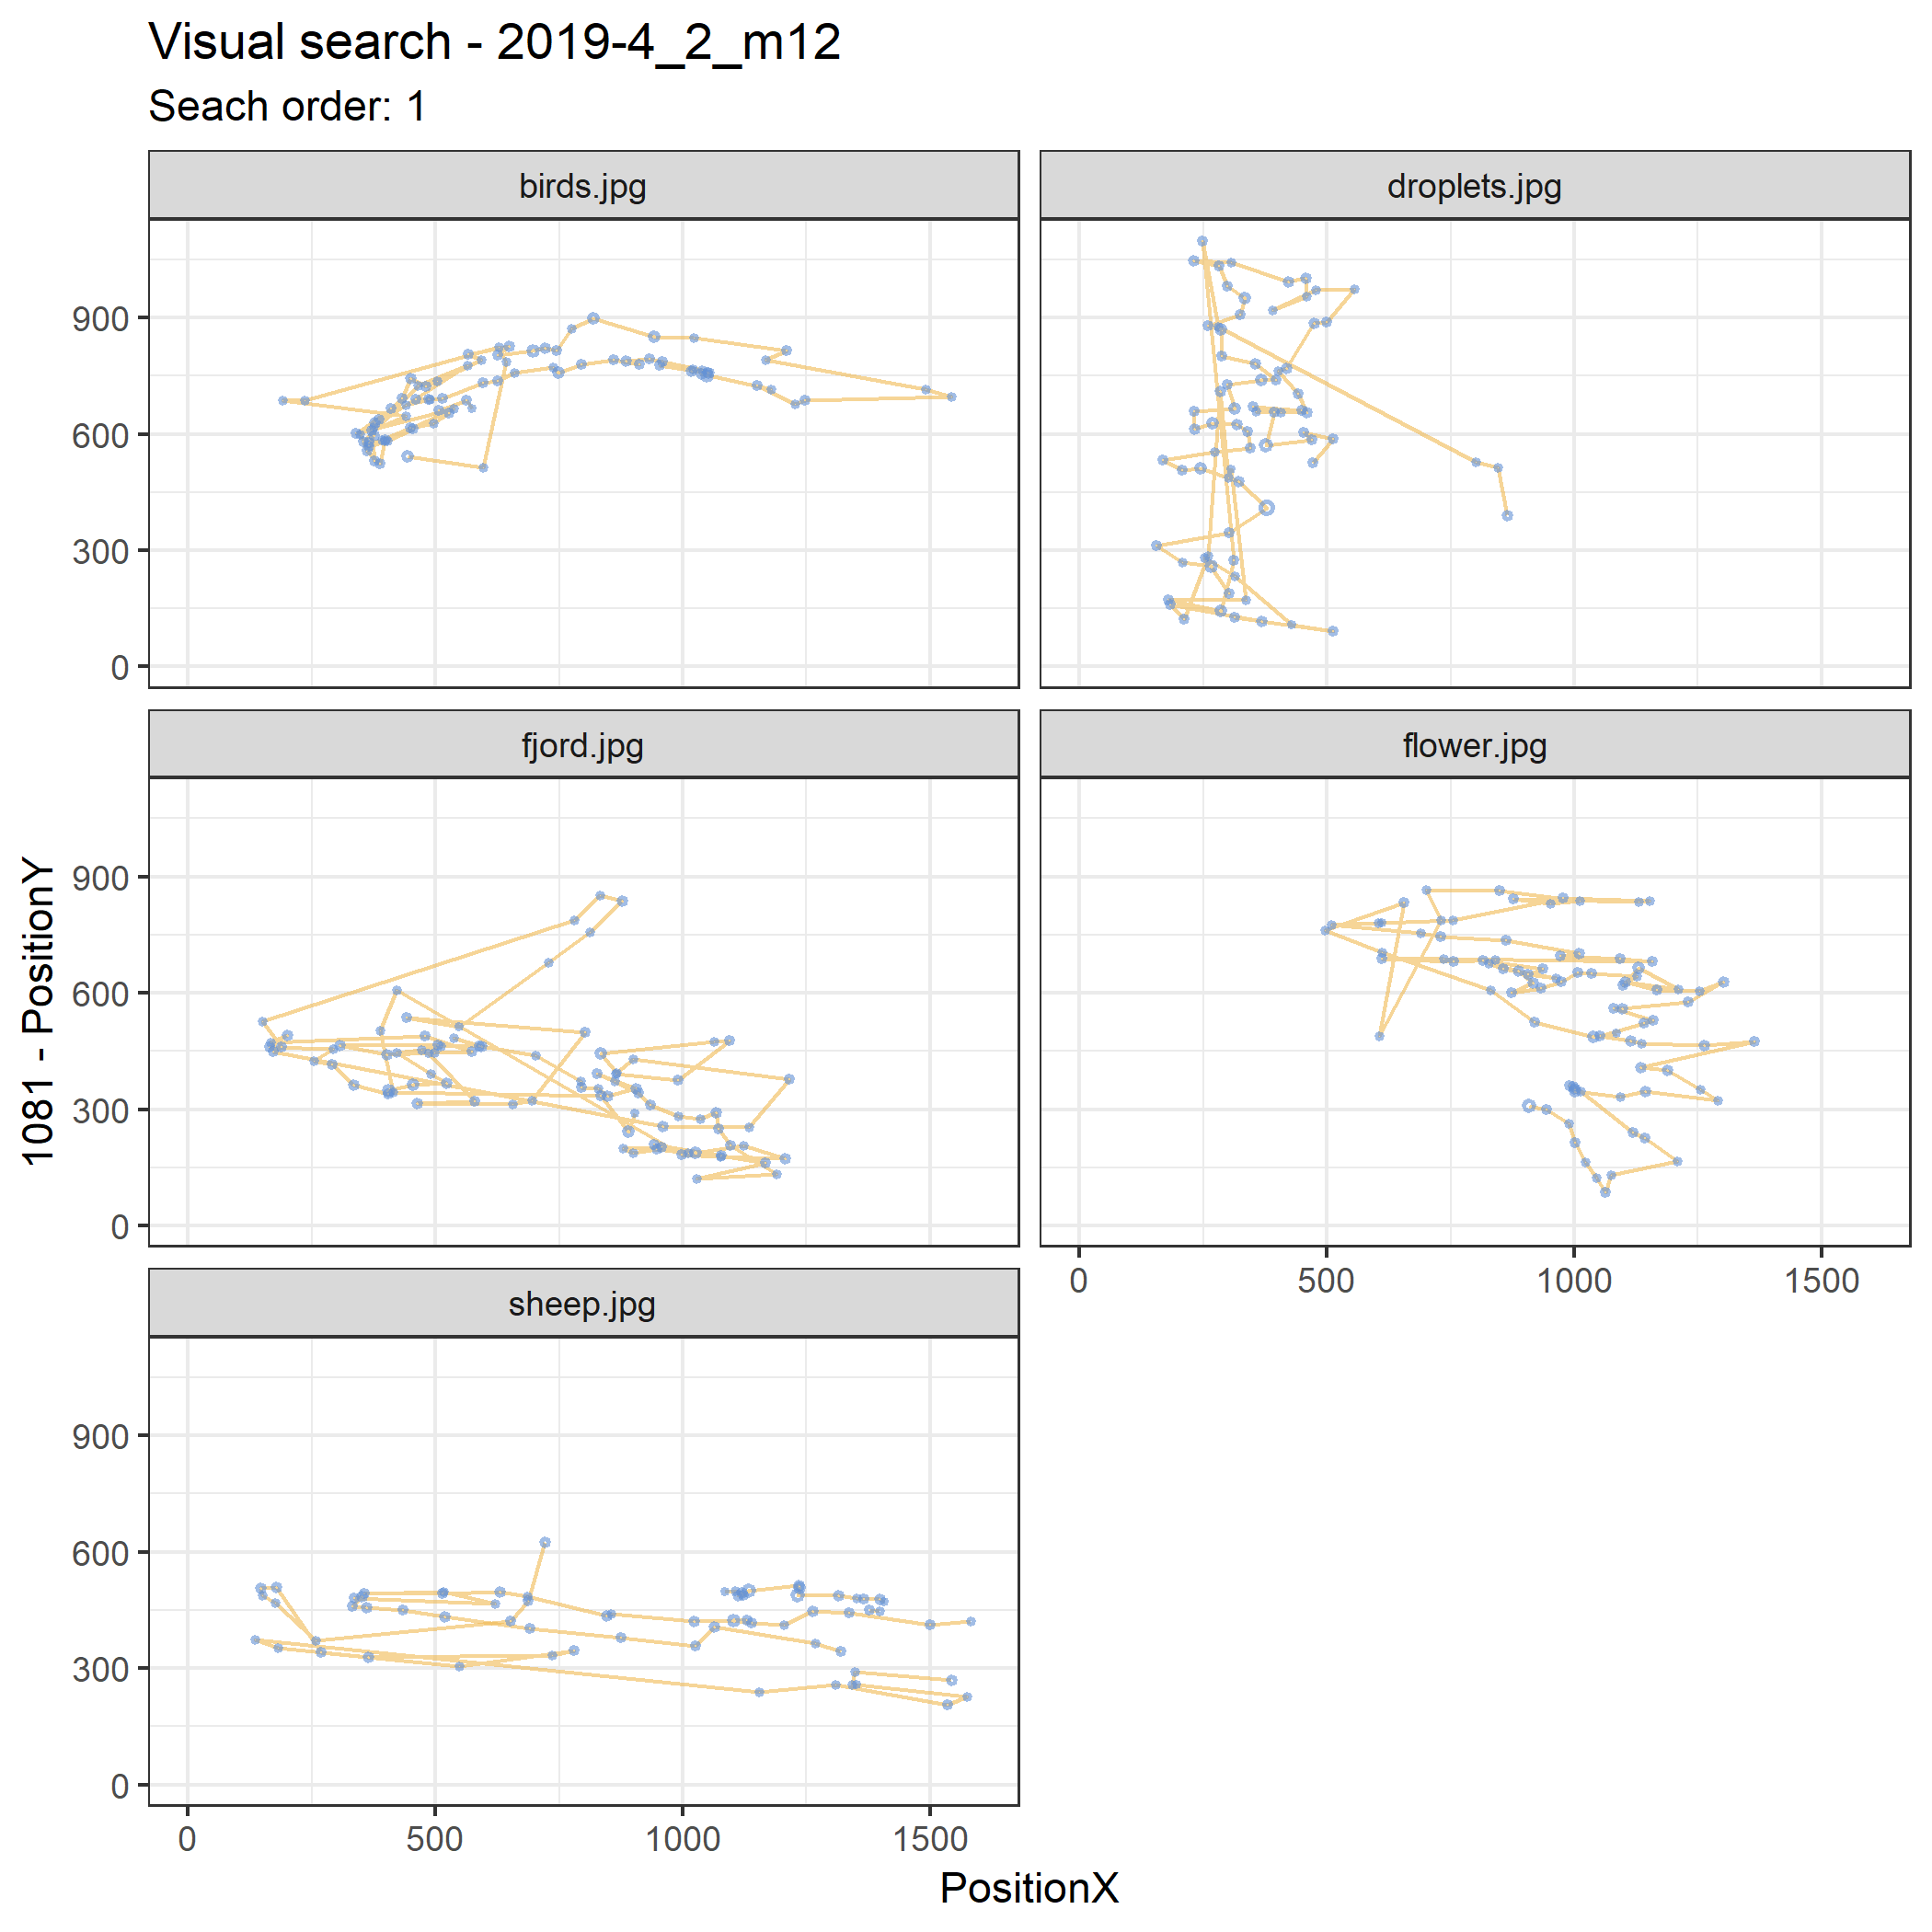 Visual search - 2019-4_2_m12
Seach order: 1
birds.jpg
droplets.jpg
900
600
300
0
fjord.jpg
flower.jpg
900
600
300
0
0
500
1000
1500
sheep.jpg
900
600
300
0
0
500
1000
1500
PositionX
1081 - PositionY